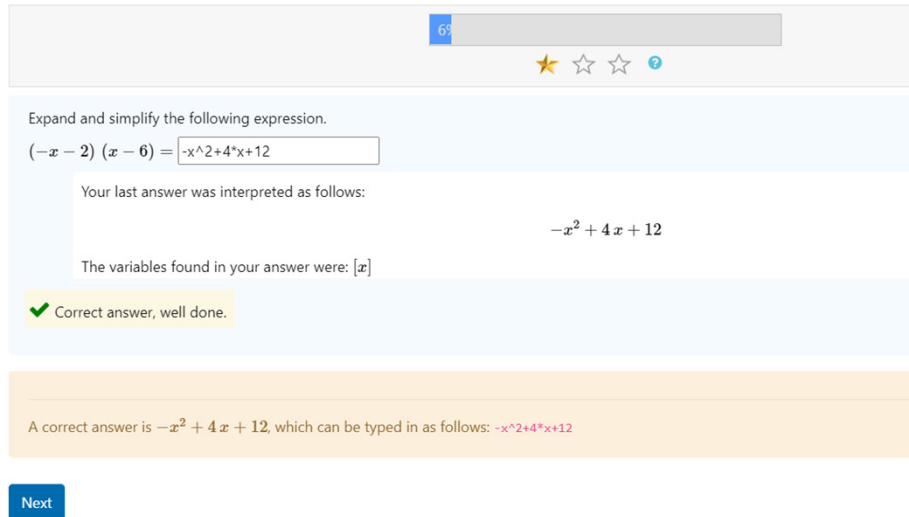 6%
Expand and simplify the following expression.
(−x − 2) (x − 6) = -x^2+4*x+12
Your last answer was interpreted as follows:
−x² + 4 x + 12
The variables found in your answer were: [x]
Correct answer, well done.
A correct answer is −x² + 4 x + 12, which can be typed in as follows: -x^2+4*x+12
Next